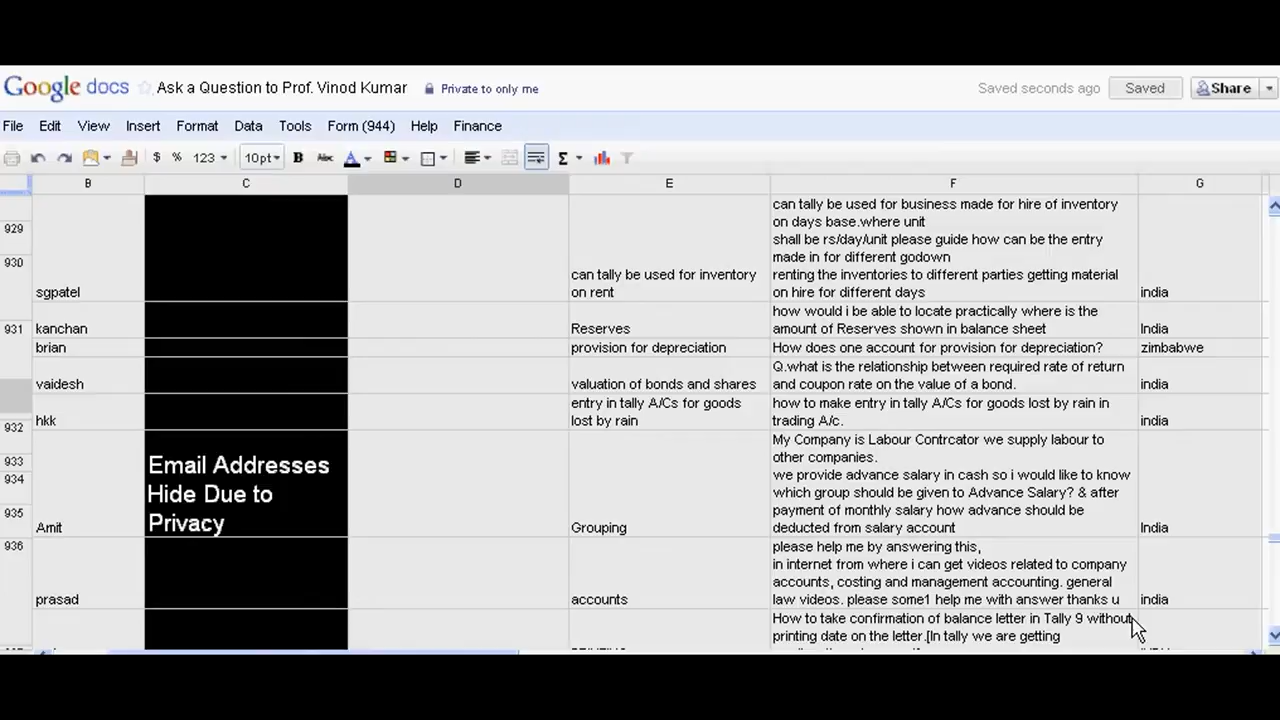 Google docs Ask a Question to Prof. Vinod Kumar Private to only me Saved seconds ago Saved Share
File Edit View Insert Format Data Tools Form (944) Help Finance
$ % 123 10pt B Abc A Σ
B C D E F G
929
930
sgpatel
can tally be used for inventory
on rent
can tally be used for business made for hire of inventory
on days base.where unit
shall be rs/day/unit please guide how can be the entry
made in for different godown
renting the inventories to different parties getting material
on hire for different days
india
931
kanchan
Reserves
how would i be able to locate practically where is the
amount of Reserves shown in balance sheet
India
brian
provision for depreciation
How does one account for provision for depreciation?
zimbabwe
vaidesh
valuation of bonds and shares
Q.what is the relationship between required rate of return
and coupon rate on the value of a bond.
india
932
hkk
entry in tally A/Cs for goods
lost by rain
how to make entry in tally A/Cs for goods lost by rain in
trading A/c.
india
933
934
935
Amit
Email Addresses
Hide Due to
Privacy
Grouping
My Company is Labour Contrcator we supply labour to
other companies.
we provide advance salary in cash so i would like to know
which group should be given to Advance Salary? & after
payment of monthly salary how advance should be
deducted from salary account
India
936
prasad
accounts
please help me by answering this,
in internet from where i can get videos related to company
accounts, costing and management accounting. general
law videos. please some1 help me with answer thanks u
india
How to take confirmation of balance letter in Tally 9 without
printing date on the letter.[In tally we are getting